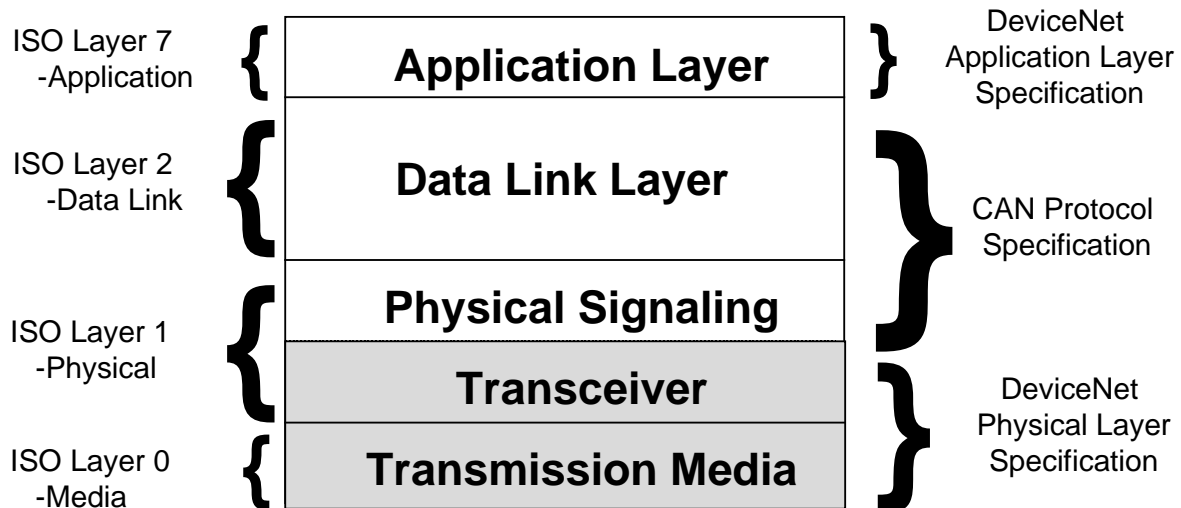 ISO Layer 7
-Application
Application Layer
DeviceNet
Application Layer
Specification
ISO Layer 2
-Data Link
Data Link Layer
CAN Protocol
Specification
ISO Layer 1
-Physical
Physical Signaling
Transceiver
DeviceNet
Physical Layer
Specification
ISO Layer 0
-Media
Transmission Media